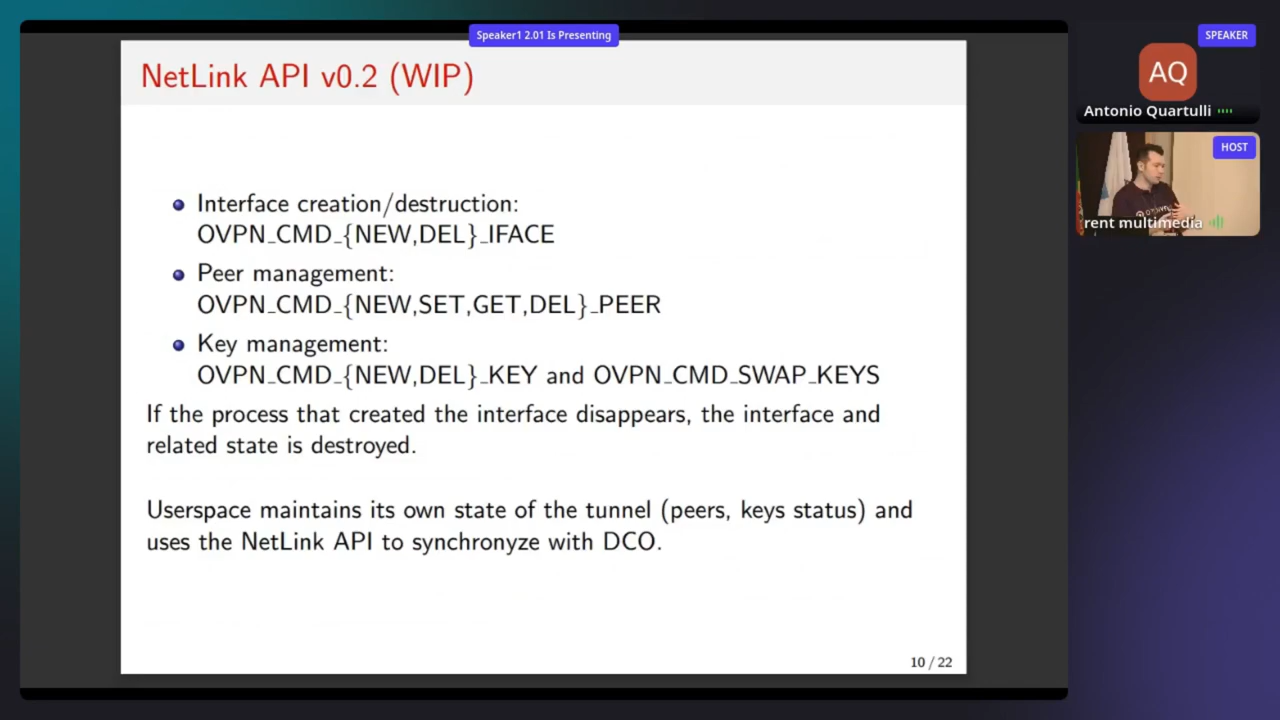 Speaker1 2.01 Is Presenting
NetLink API v0.2 (WIP)
Interface creation/destruction:
OVPN_CMD_{NEW,DEL}_IFACE
Peer management:
OVPN_CMD_{NEW,SET,GET,DEL}_PEER
Key management:
OVPN_CMD_{NEW,DEL}_KEY and OVPN_CMD_SWAP_KEYS
If the process that created the interface disappears, the interface and
related state is destroyed.
Userspace maintains its own state of the tunnel (peers, keys status) and
uses the NetLink API to synchronyze with DCO.
10 / 22
SPEAKER
AQ
Antonio Quartulli
HOST
rent multimedia